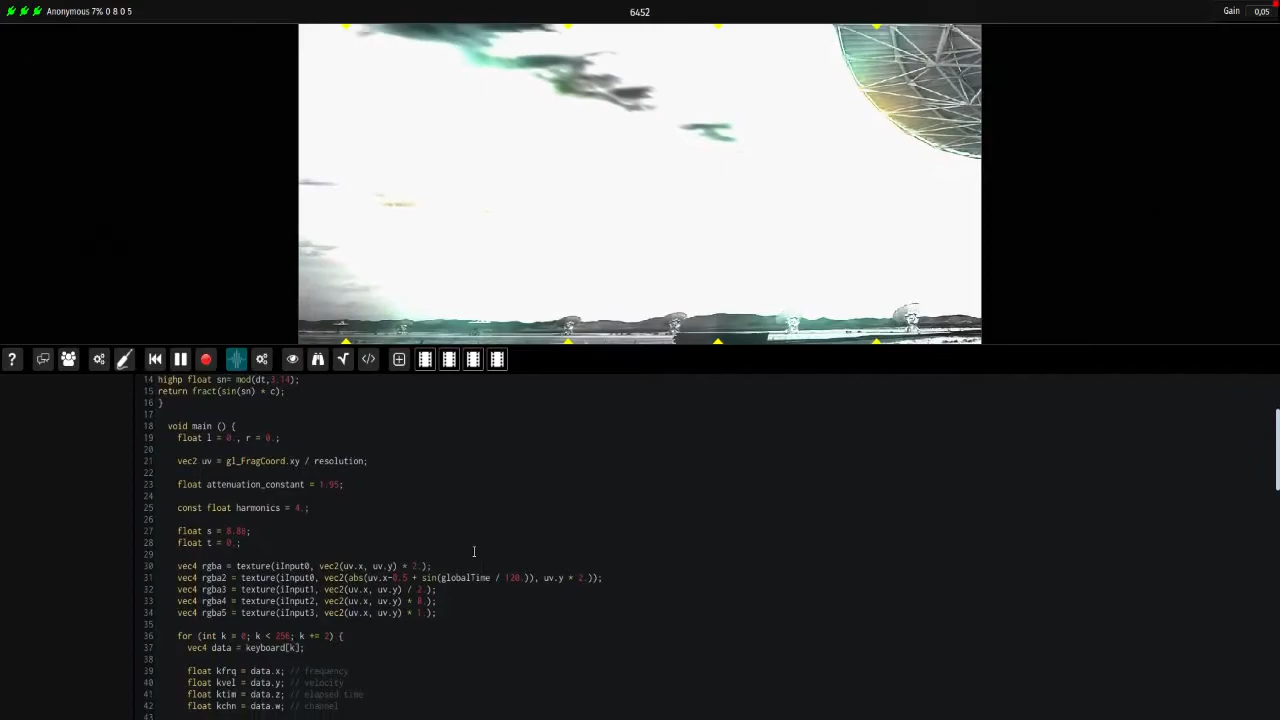 Anonymous 7% 0 8 0 5
6452
Gain 0,05
14 highp float sn= mod(dt,3.14);
15 return fract(sin(sn) * c);
16 }
17
18 void main () {
19 float l = 0., r = 0.;
20
21 vec2 uv = gl_FragCoord.xy / resolution;
22
23 float attenuation_constant = 1.95;
24
25 const float harmonics = 4.;
26
27 float s = 8.88;
28 float t = 0.;
29
30 vec4 rgba = texture(iInput0, vec2(uv.x, uv.y) * 2.);
31 vec4 rgba2 = texture(iInput0, vec2(abs(uv.x-0.5 + sin(globalTime / 120.)), uv.y * 2.));
32 vec4 rgba3 = texture(iInput1, vec2(uv.x, uv.y) / 2.);
33 vec4 rgba4 = texture(iInput2, vec2(uv.x, uv.y) * 8.);
34 vec4 rgba5 = texture(iInput3, vec2(uv.x, uv.y) * 1.);
35
36 for (int k = 0; k < 256; k += 2) {
37 vec4 data = keyboard[k];
38
39 float kfrq = data.x; // frequency
40 float kvel = data.y; // velocity
41 float ktim = data.z; // elapsed time
42 float kchn = data.w; // channel
43